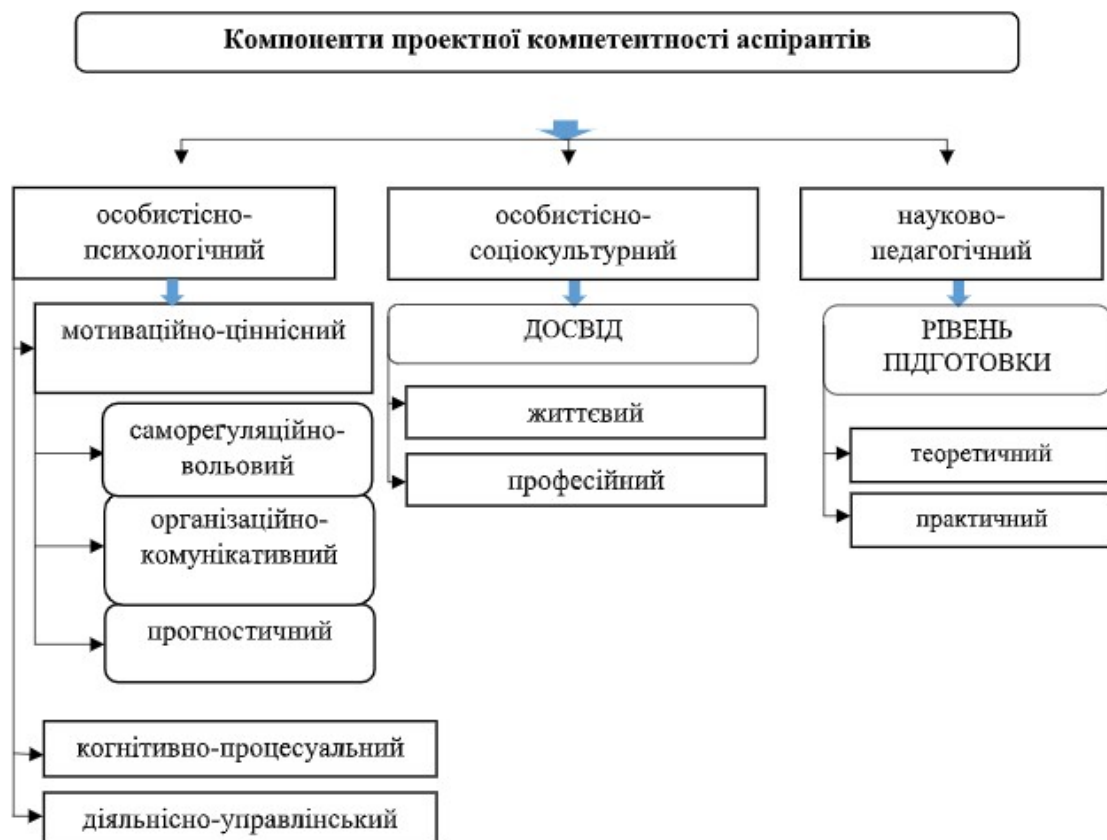 Компоненти проектної компетентності аспірантів
особистісно-
психологічний
особистісно-
соціокультурний
науково-
педагогічний
мотиваційно-ціннісний
ДОСВІД
РІВЕНЬ
ПІДГОТОВКИ
саморегуляційно-
вольовий
життєвий
теоретичний
професійний
організаційно-
комунікативний
практичний
прогностичний
когнітивно-процесуальний
діяльнісно-управлінський